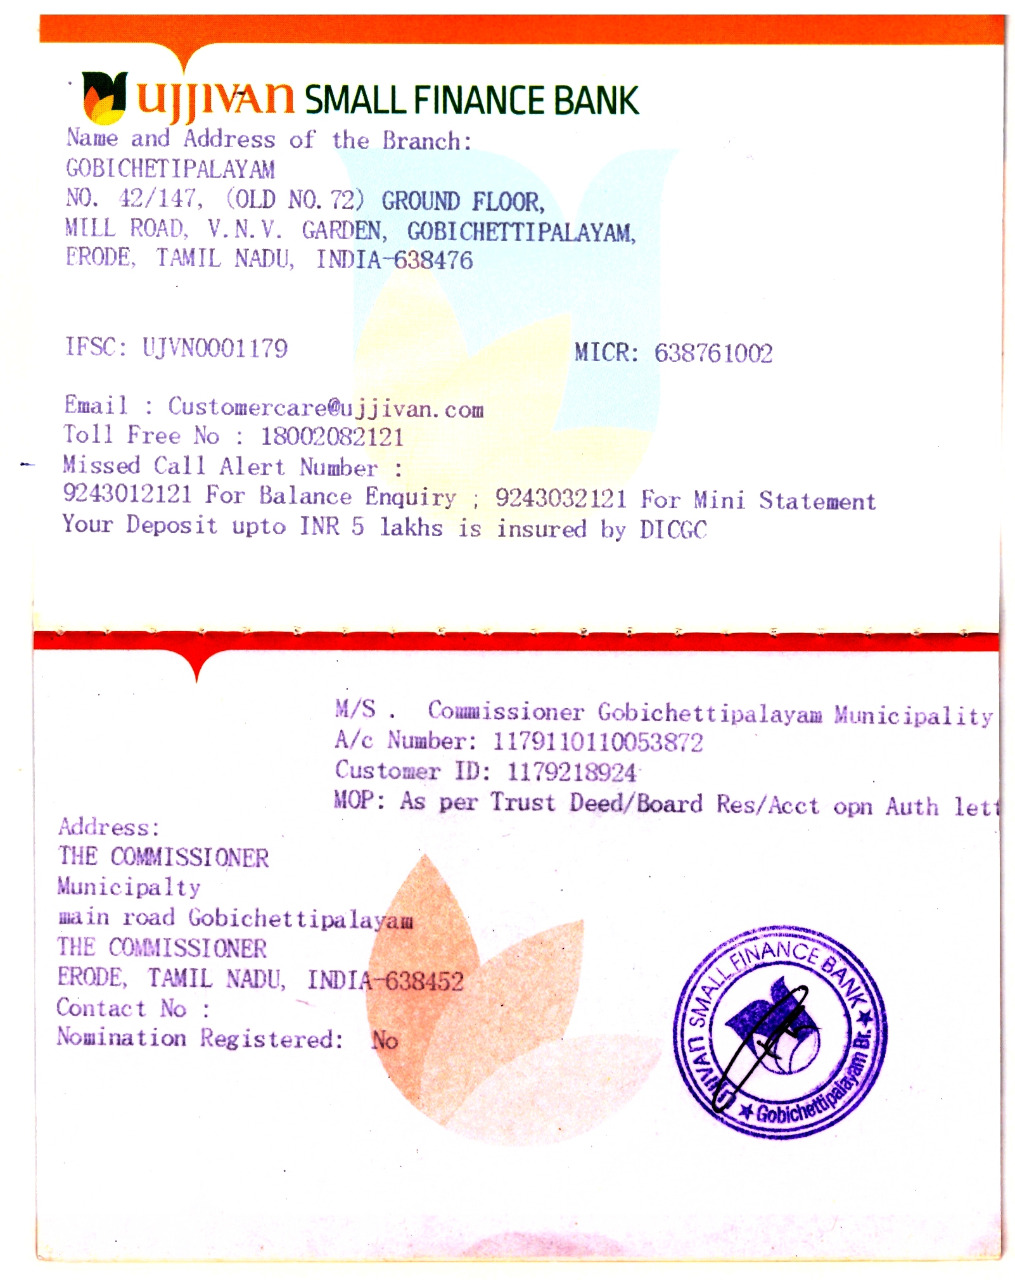 UJJIVAN SMALL FINANCE BANK
Name and Address of the Branch:
GOBICHETIPALAYAM
NO. 42/147, (OLD NO. 72) GROUND FLOOR,
MILL ROAD, V.N.V. GARDEN, GOBICHETTIPALAYAM,
ERODE, TAMIL NADU, INDIA-638476
IFSC: UJVN0001179 MICR: 638761002
Email : Customercare@ujjivan.com
Toll Free No : 18002082121
Missed Call Alert Number :
9243012121 For Balance Enquiry ; 9243032121 For Mini Statement
Your Deposit upto INR 5 lakhs is insured by DICGC
M/S . Commissioner Gobichettipalayam Municipality
A/c Number: 1179110110053872
Customer ID: 1179218924
MOP: As per Trust Deed/Board Res/Acct opn Auth lett
Address:
THE COMMISSIONER
Municipalty
main road Gobichettipalayam
THE COMMISSIONER
ERODE, TAMIL NADU, INDIA-638452
Contact No :
Nomination Registered: No
UJJIVAN SMALL FINANCE BANK
Gobichettipalayam Br.